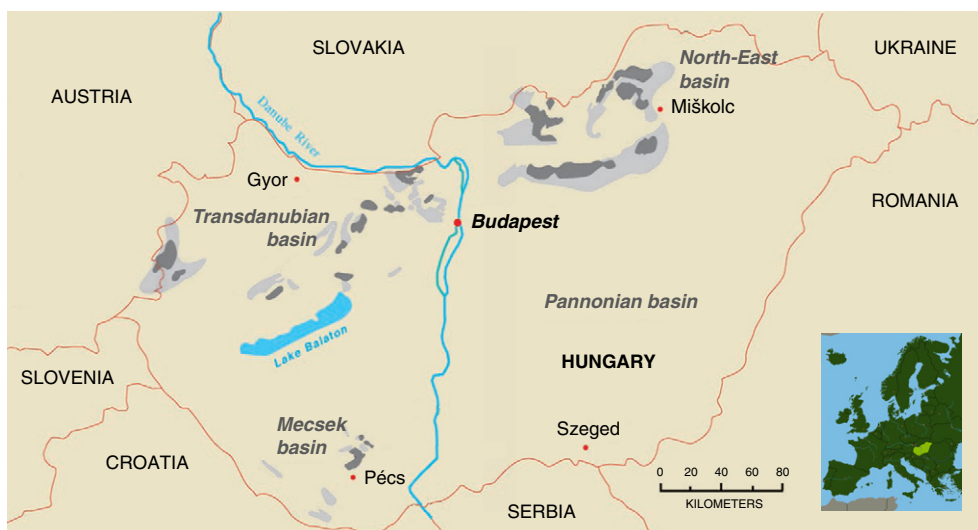 SLOVAKIA
UKRAINE
AUSTRIA
North-East
basin
Miškolc
Danube River
Gyor
ROMANIA
Transdanubian
basin
Budapest
Pannonian basin
Lake Balaton
HUNGARY
SLOVENIA
Mecsek
basin
Szeged
CROATIA
Pécs
0 20 40 60 80
KILOMETERS
SERBIA